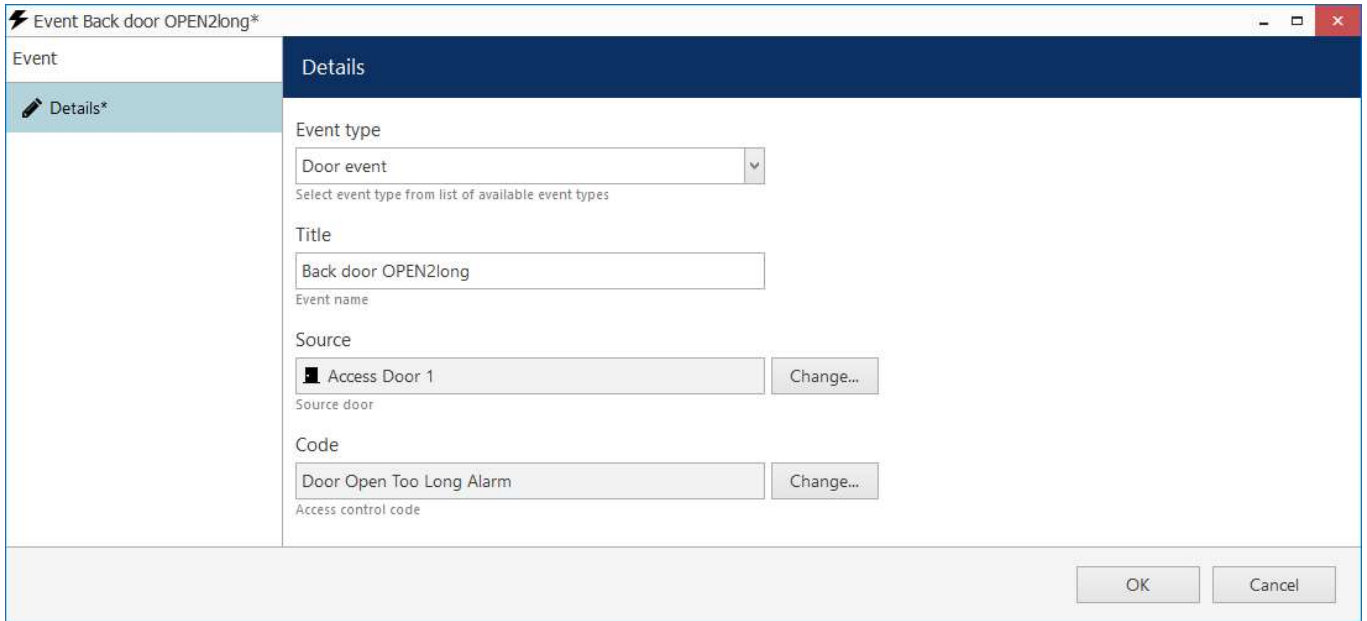 Event Back door OPEN2long*
Event
Details
Details*
Event type
Door event
Select event type from list of available event types
Title
Back door OPEN2long
Event name
Source
Access Door 1
Change...
Source door
Code
Door Open Too Long Alarm
Change...
Access control code
OK
Cancel